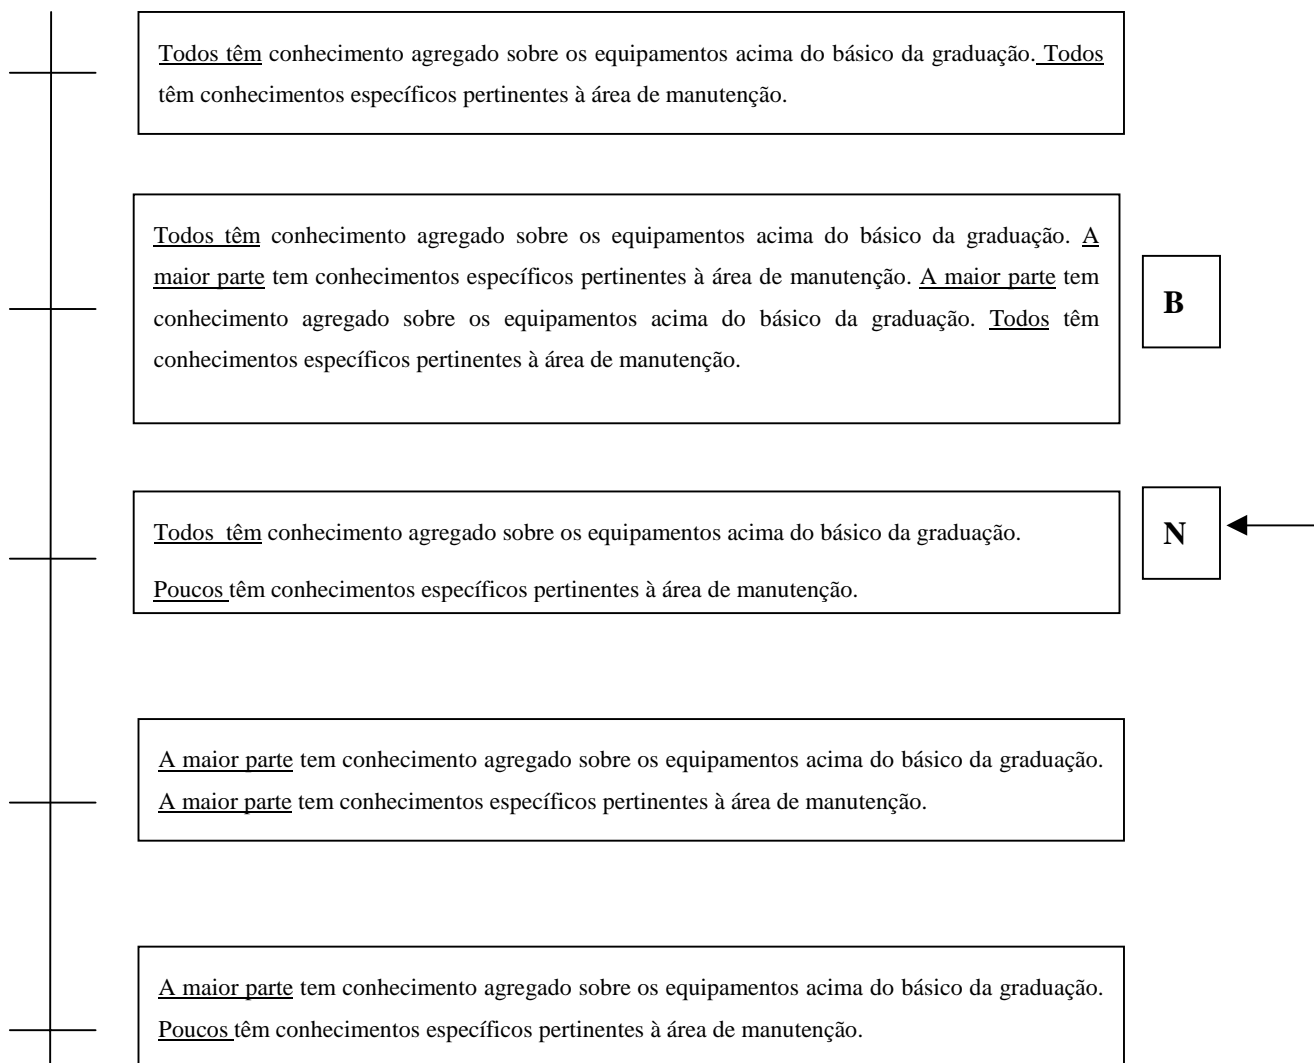 Todos têm conhecimento agregado sobre os equipamentos acima do básico da graduação. Todos
têm conhecimentos específicos pertinentes à área de manutenção.
Todos têm conhecimento agregado sobre os equipamentos acima do básico da graduação. A
maior parte tem conhecimentos específicos pertinentes à área de manutenção. A maior parte tem
conhecimento agregado sobre os equipamentos acima do básico da graduação. Todos têm
conhecimentos específicos pertinentes à área de manutenção.
B
Todos têm conhecimento agregado sobre os equipamentos acima do básico da graduação.
Poucos têm conhecimentos específicos pertinentes à área de manutenção.
N
A maior parte tem conhecimento agregado sobre os equipamentos acima do básico da graduação.
A maior parte tem conhecimentos específicos pertinentes à área de manutenção.
A maior parte tem conhecimento agregado sobre os equipamentos acima do básico da graduação.
Poucos têm conhecimentos específicos pertinentes à área de manutenção.